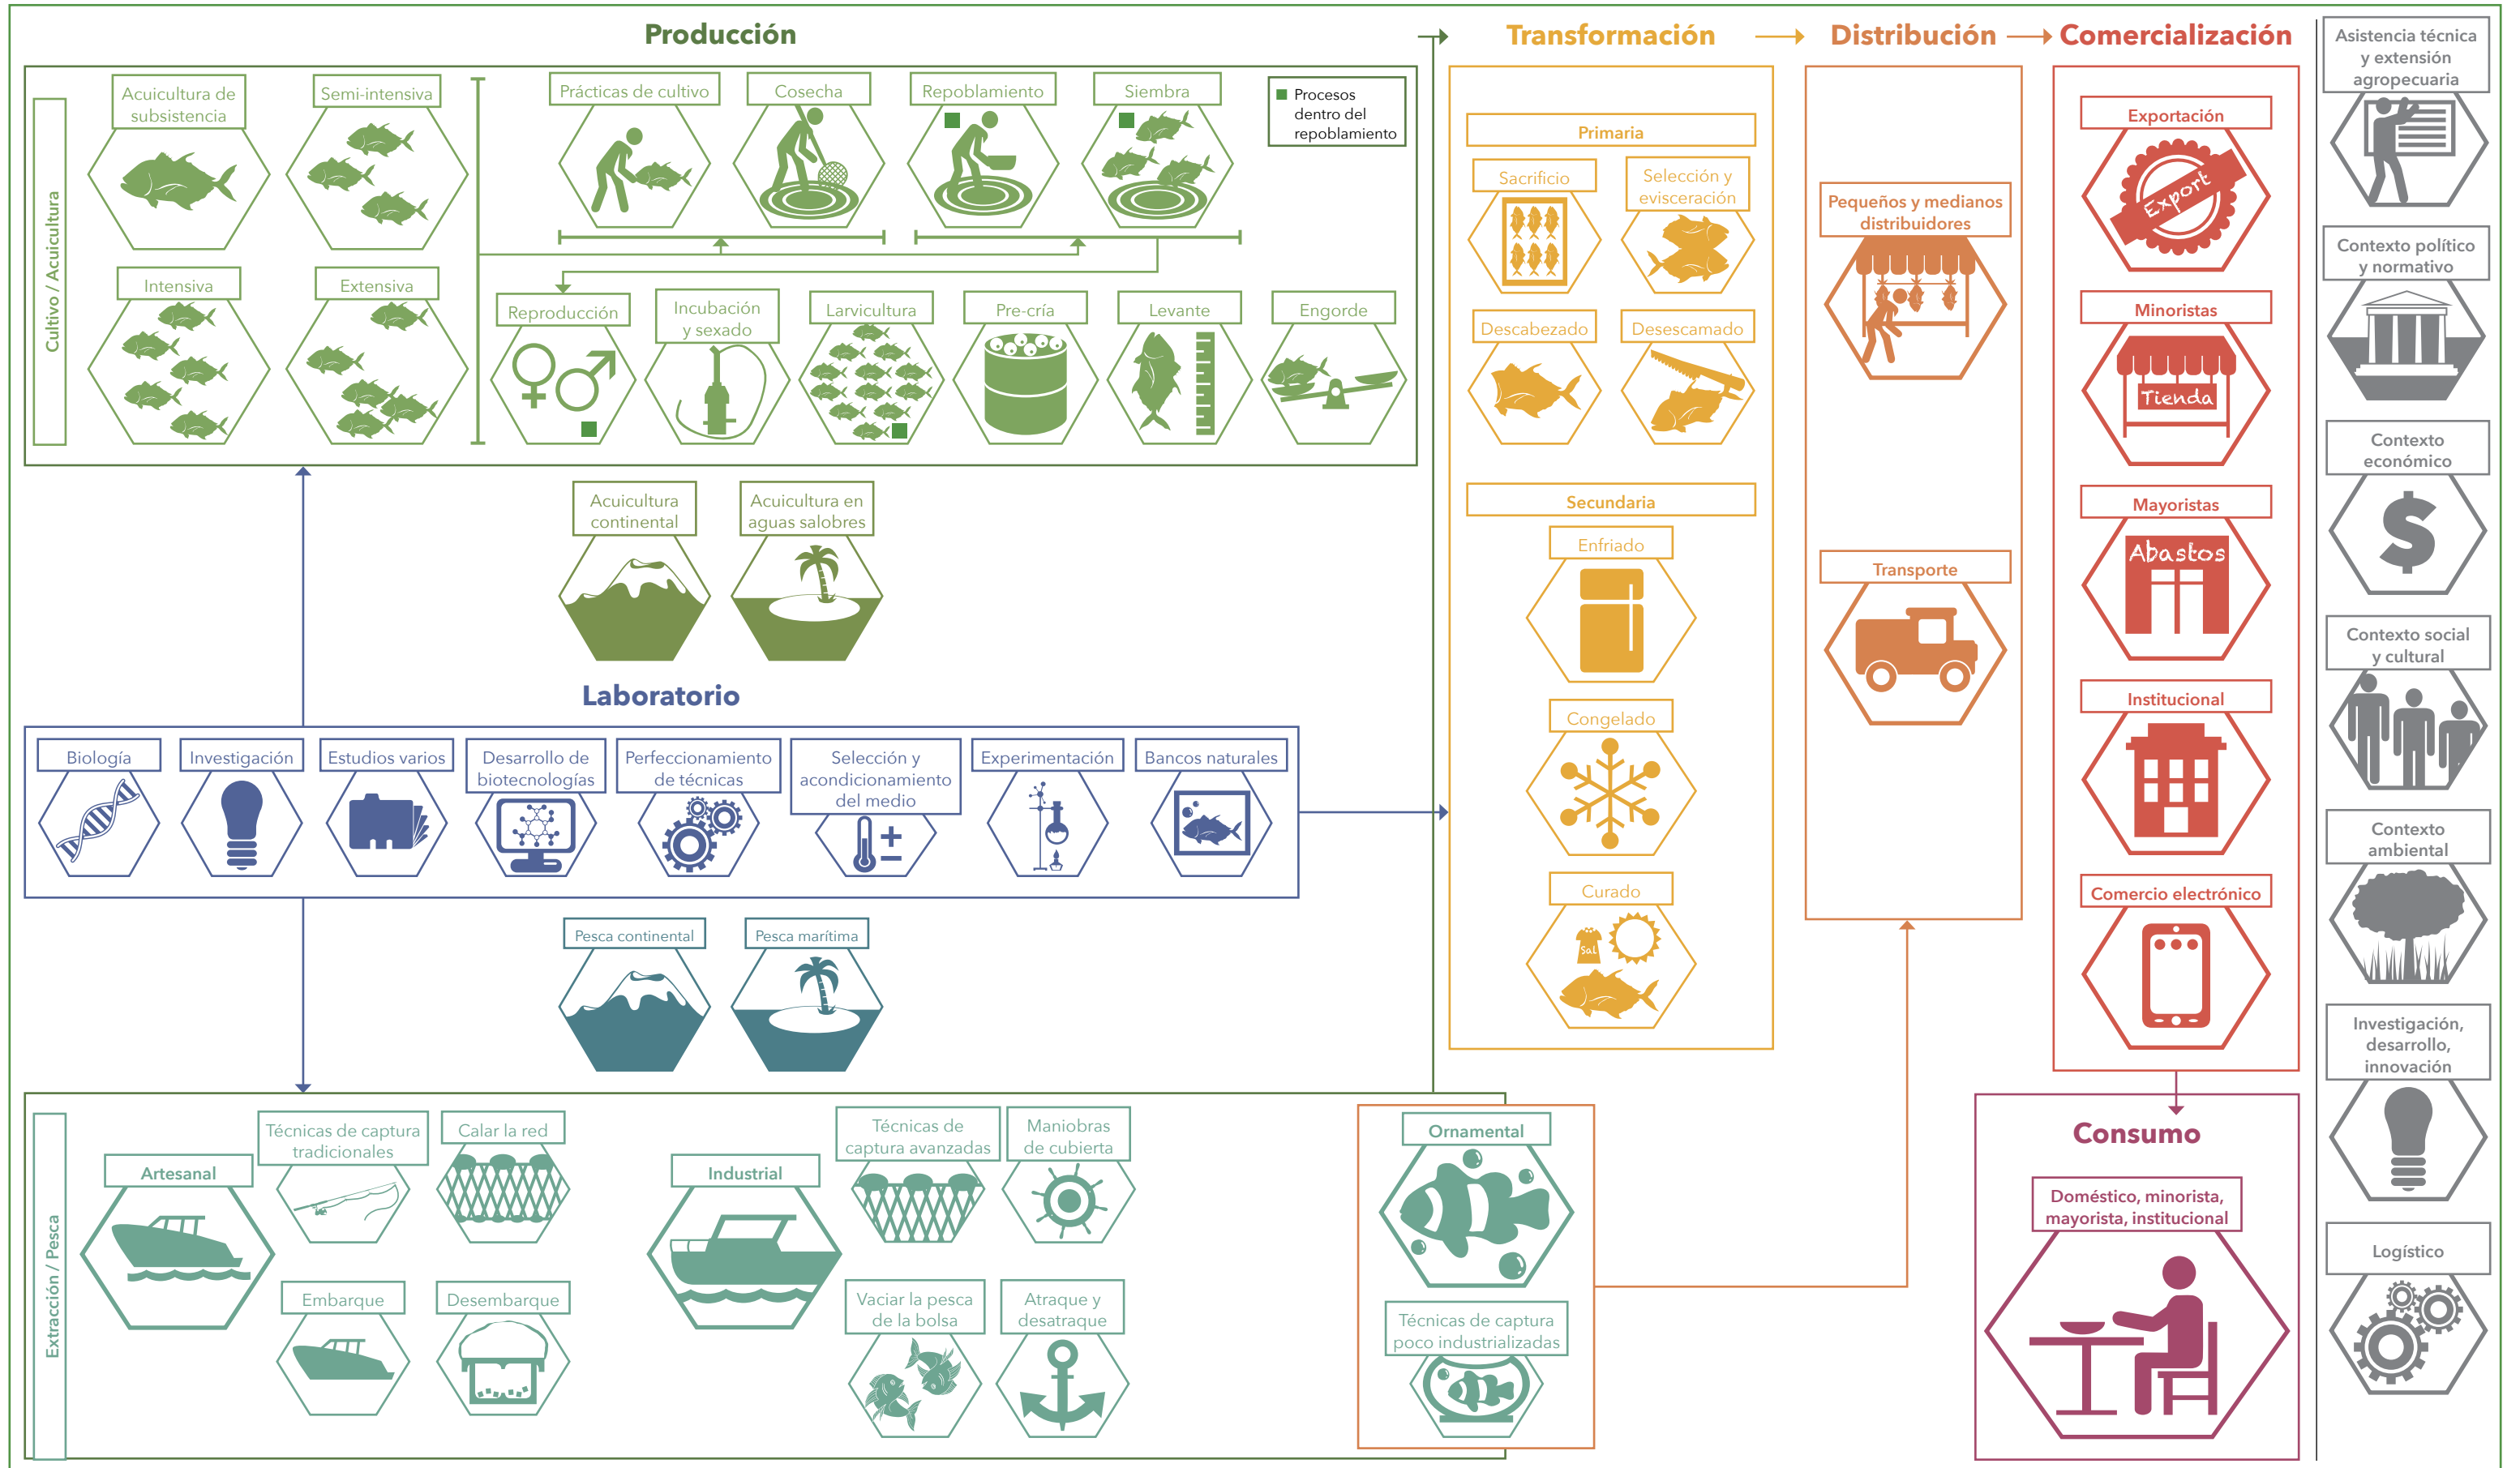 Producción
Transformación
Distribución
Comercialización
Cultivo / Acuicultura
Acuicultura de
subsistencia
Semi-intensiva
Intensiva
Extensiva
Prácticas de cultivo
Cosecha
Repoblamiento
Siembra
Procesos
dentro del
repoblamiento
Reproducción
Incubación
y sexado
Larvicultura
Pre-cría
Levante
Engorde
Acuicultura
continental
Acuicultura en
aguas salobres
Laboratorio
Biología
Investigación
Estudios varios
Desarrollo de
biotecnologías
Perfeccionamiento
de técnicas
Selección y
acondicionamiento
del medio
Experimentación
Bancos naturales
Pesca continental
Pesca marítima
Extracción / Pesca
Artesanal
Técnicas de captura
tradicionales
Calar la red
Embarque
Desembarque
Industrial
Técnicas de
captura avanzadas
Maniobras
de cubierta
Vaciar la pesca
de la bolsa
Atraque y
desatraque
Ornamental
Técnicas de captura
poco industrializadas
Primaria
Sacrificio
Selección y
evisceración
Descabezado
Desescamado
Secundaria
Enfriado
Congelado
Curado
Sal
Pequeños y medianos
distribuidores
Transporte
Exportación
Export
Minoristas
Tienda
Mayoristas
Abastos
Institucional
Comercio electrónico
Consumo
Doméstico, minorista,
mayorista, institucional
Asistencia técnica
y extensión
agropecuaria
Contexto político
y normativo
Contexto
económico
$
Contexto social
y cultural
Contexto
ambiental
Investigación,
desarrollo,
innovación
Logístico